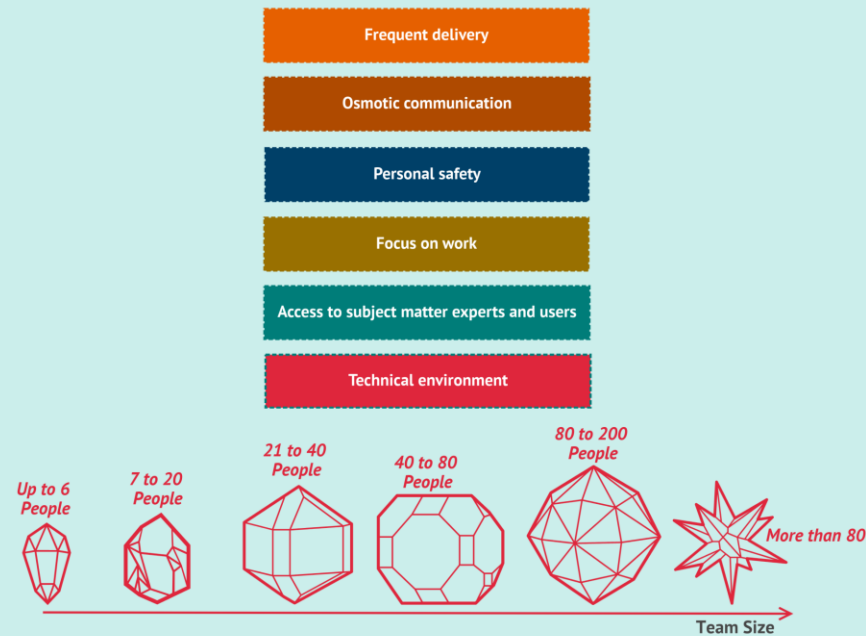 Frequent delivery
Osmotic communication
Personal safety
Focus on work
Access to subject matter experts and users
Technical environment
Up to 6
People
7 to 20
People
21 to 40
People
40 to 80
People
80 to 200
People
More than 80
Team Size